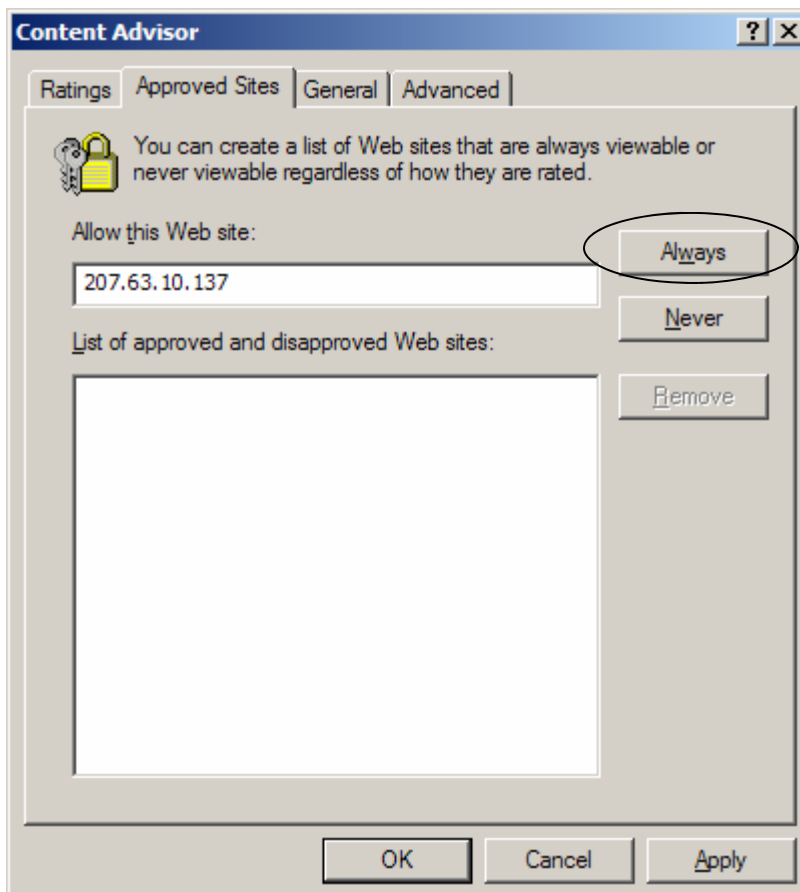 Content Advisor
Ratings Approved Sites General Advanced
You can create a list of Web sites that are always viewable or
never viewable regardless of how they are rated.
Allow this Web site:
Always
207.63.10.137
Never
List of approved and disapproved Web sites:
Remove
OK Cancel Apply